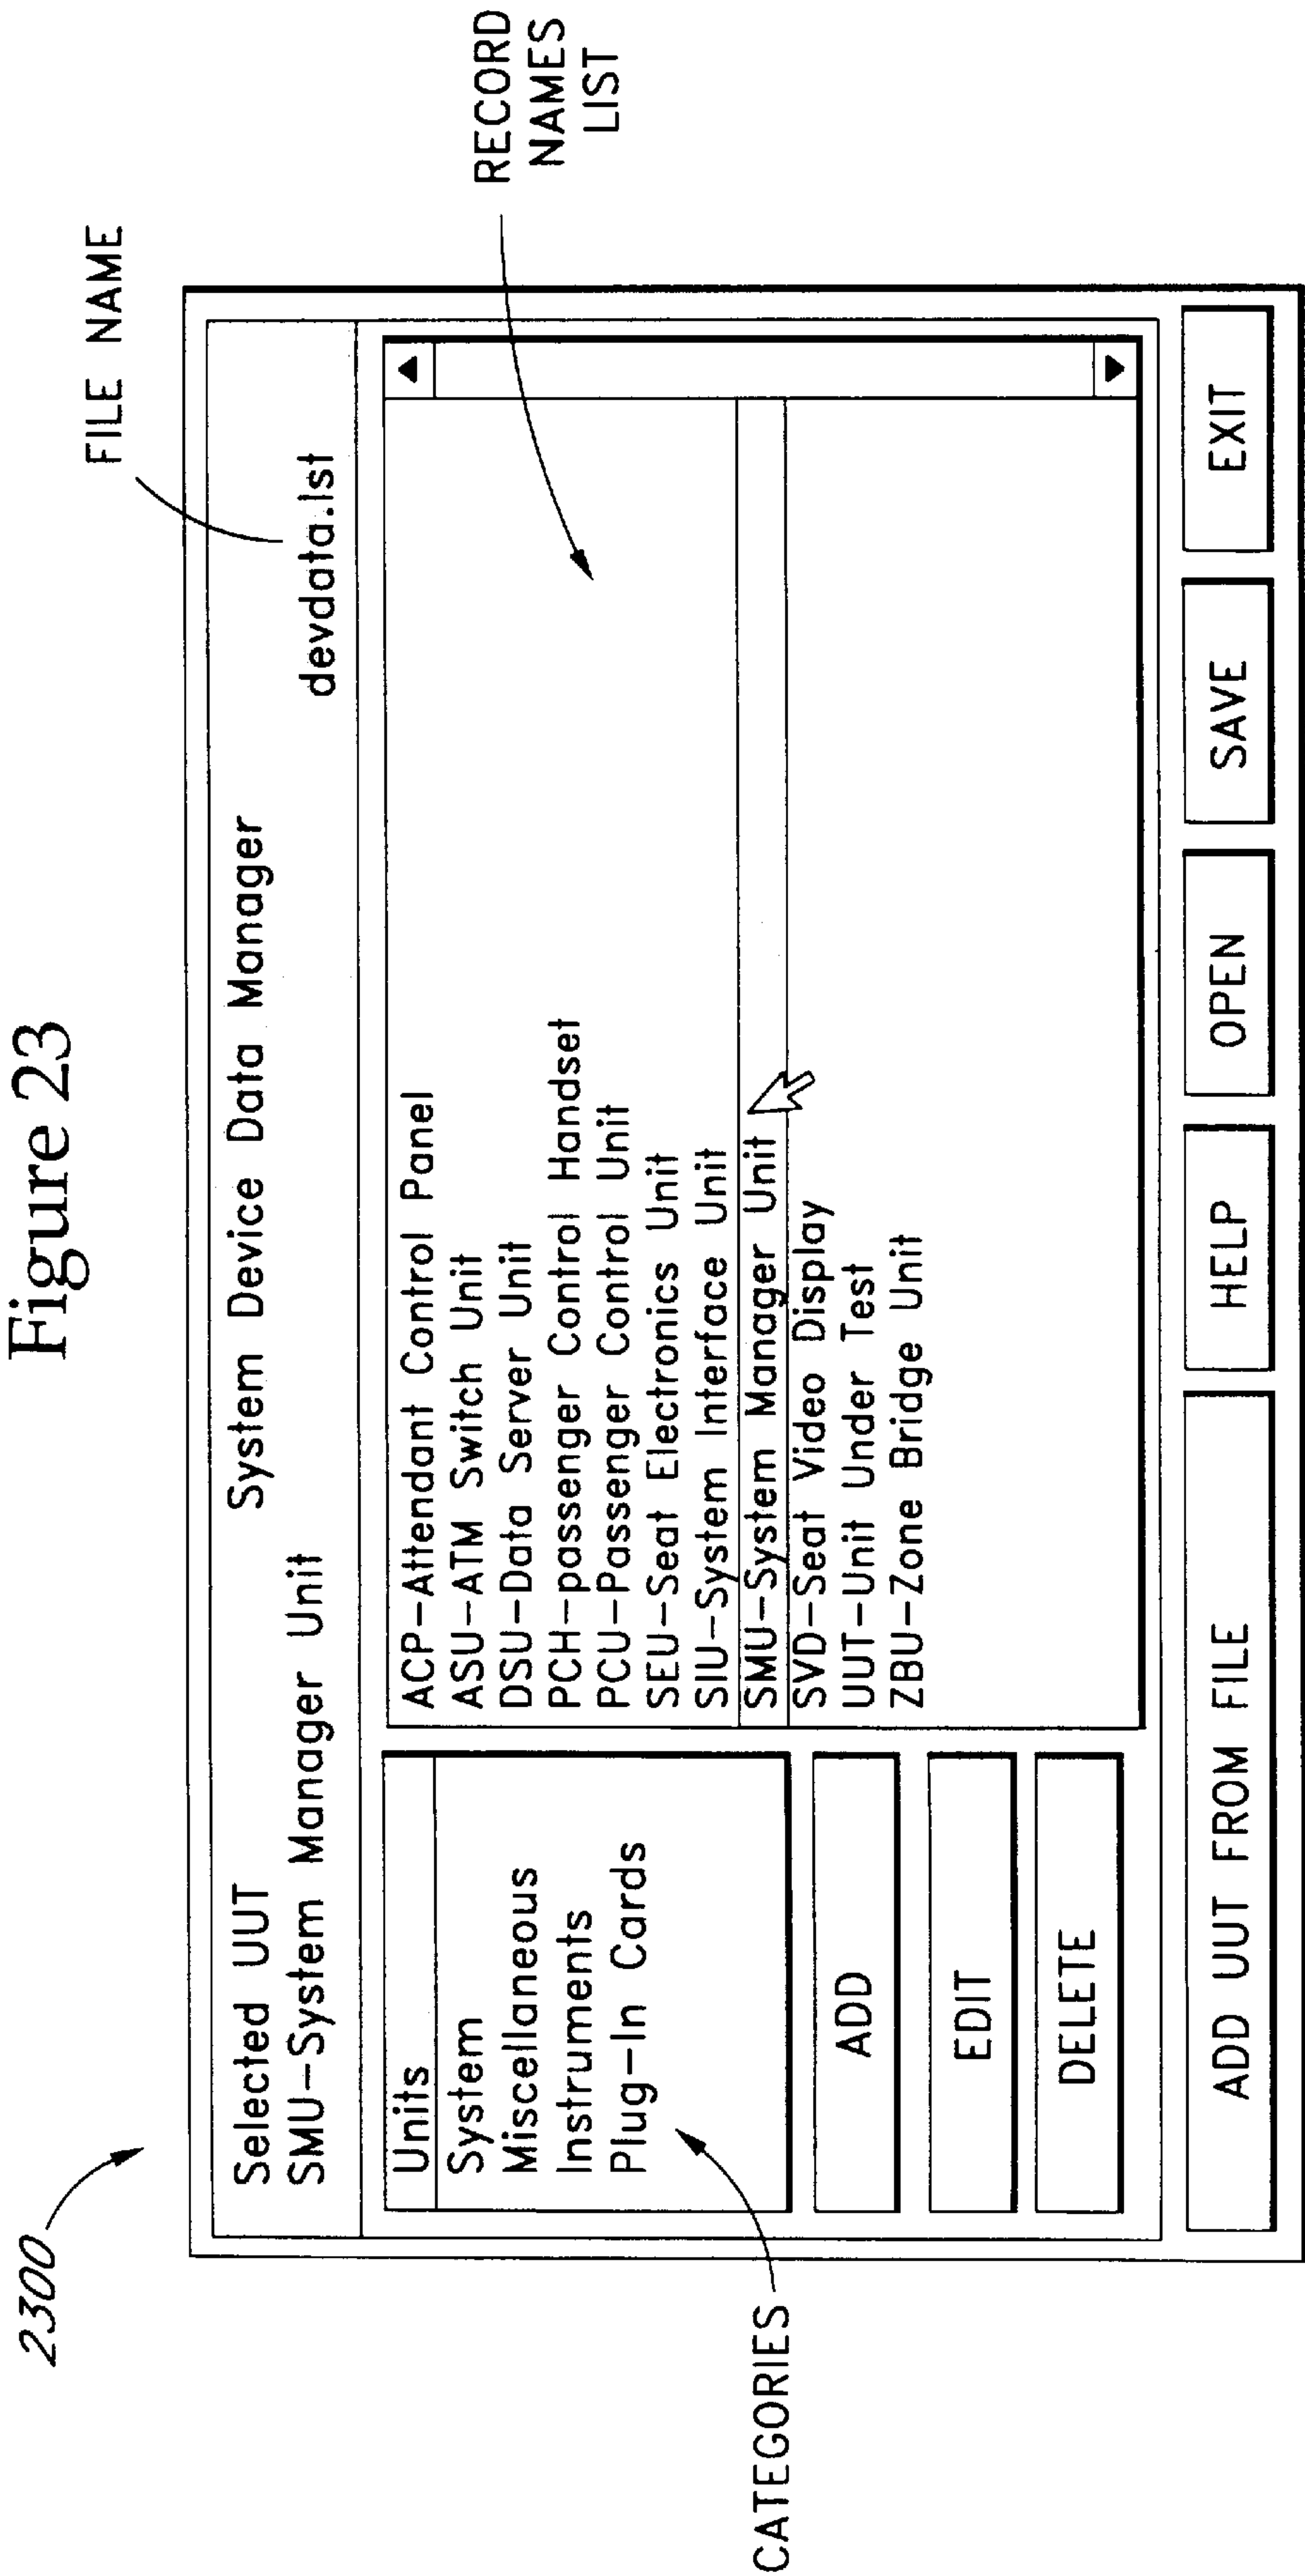 Figure 23
2300
FILE NAME
RECORD
NAMES
LIST
CATEGORIES
Selected UUT
System Device Data Manager
SMU-System Manager Unit
devdata.lst
Units
System
Miscellaneous
Instruments
Plug-In Cards
ADD
EDIT
DELETE
ACP-Attendant Control Panel
ASU-ATM Switch Unit
DSU-Data Server Unit
PCH-passenger Control Handset
PCU-Passenger Control Unit
SEU-Seat Electronics Unit
SIU-System Interface Unit
SMU-System Manager Unit
SVD-Seat Video Display
UUT-Unit Under Test
ZBU-Zone Bridge Unit
ADD UUT FROM FILE
HELP
OPEN
SAVE
EXIT